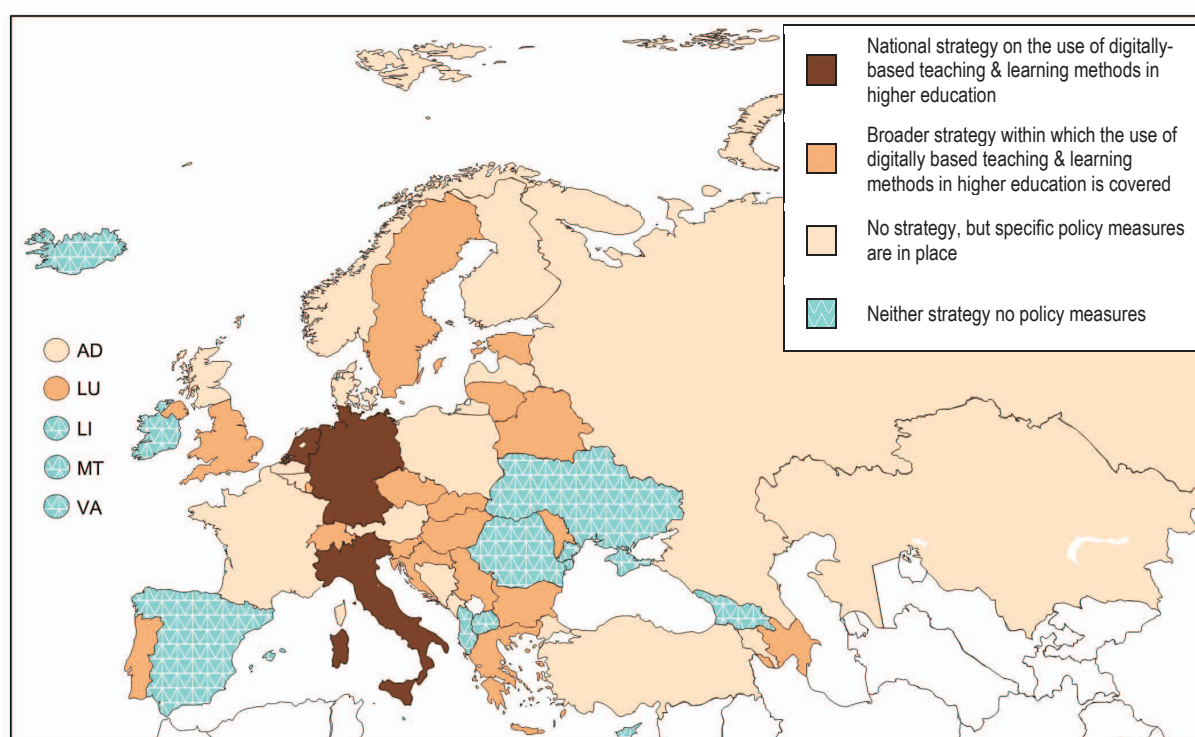 National strategy on the use of digitally-
based teaching & learning methods in
higher education
Broader strategy within which the use of
digitally based teaching & learning
methods in higher education is covered
No strategy, but specific policy measures
are in place
Neither strategy no policy measures
AD
LU
LI
MT
VA